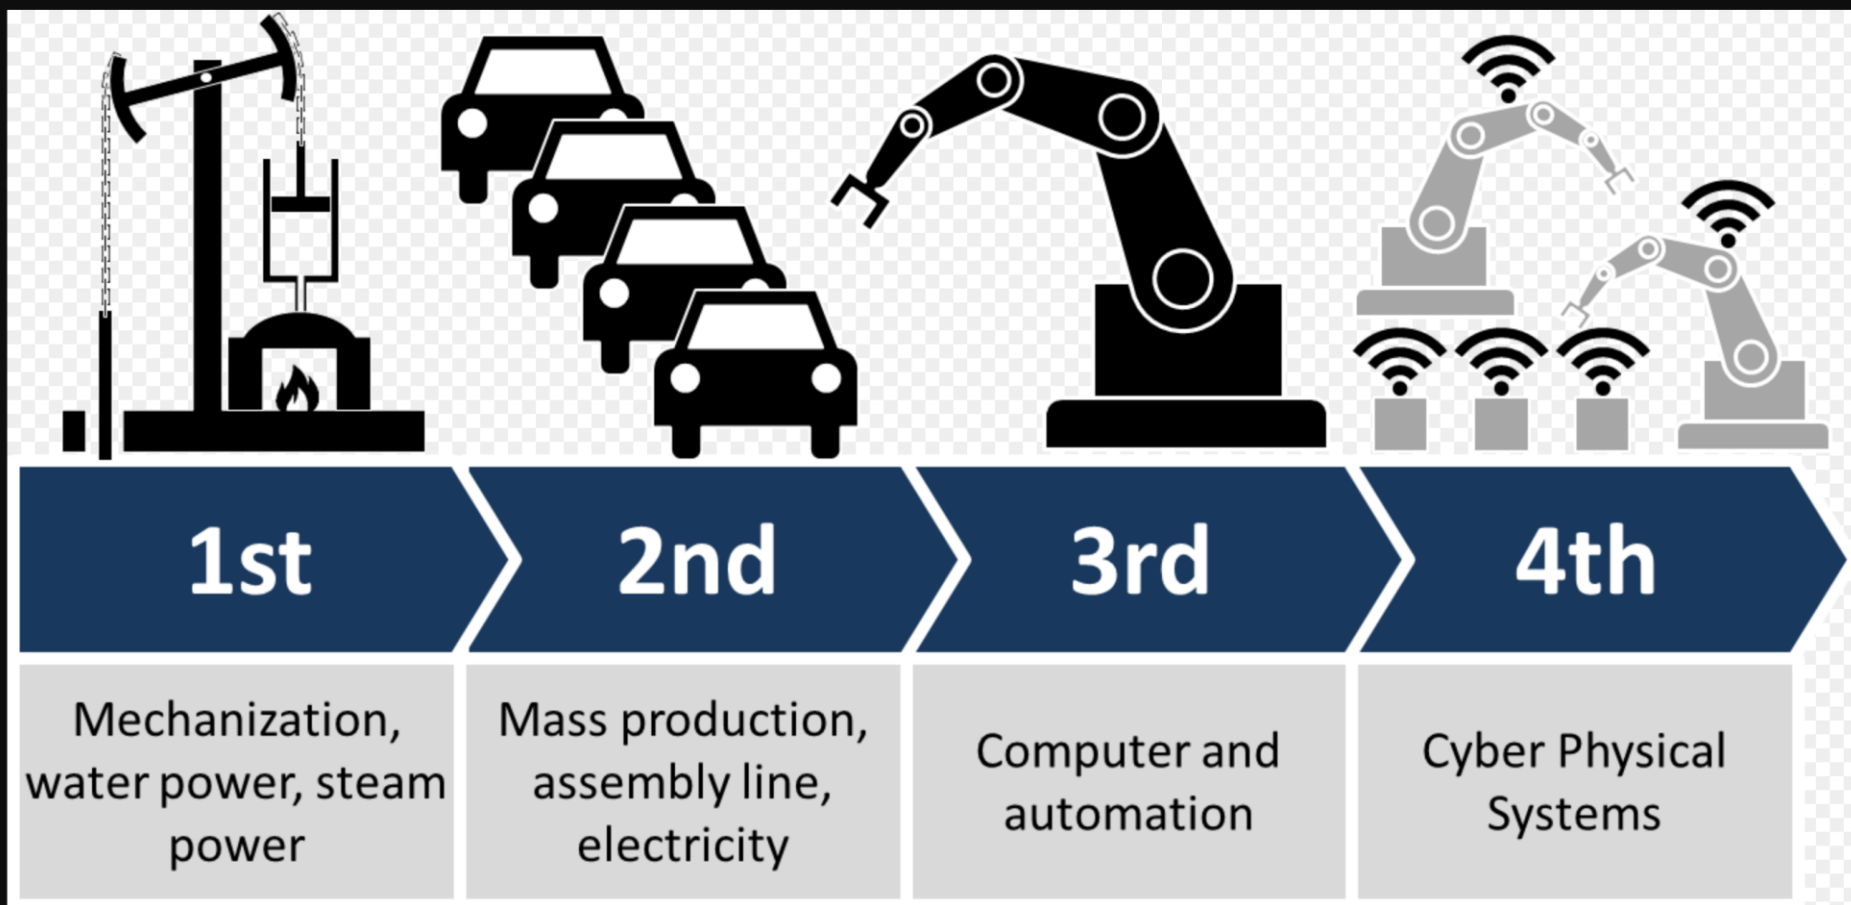 1st
2nd
3rd
4th
Mechanization,
water power, steam
power
Mass production,
assembly line,
electricity
Computer and
automation
Cyber Physical
Systems